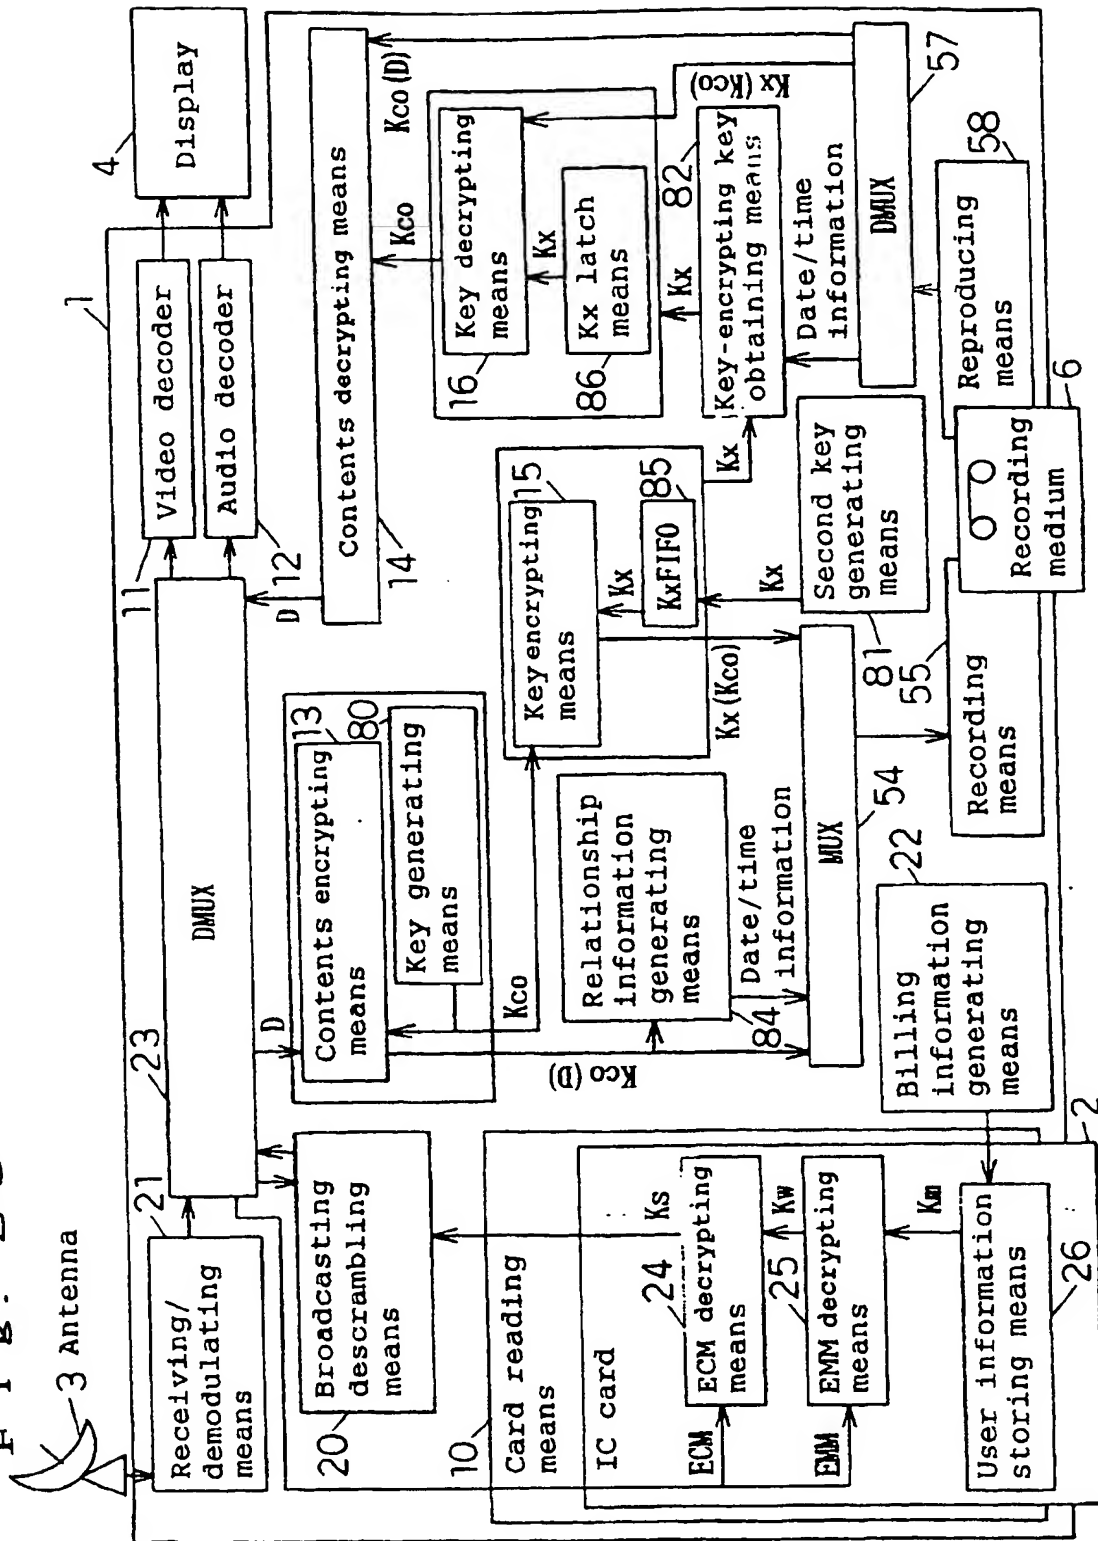 3 Antenna
21
Receiving/
demodulating
means
23
DMUX
11
Video decoder
12
Audio decoder
4
Display
1
20
Broadcasting
descrambling
means
D
13
Contents encrypting
means
80
Key generating
means
D
14
Contents decrypting means
Kco
Kco(D)
Kco
Kco(D)
10
Card reading
means
IC card
Ks
24
ECM decrypting
means
ECM
Kw
25
EMM decrypting
means
EMM
Km
User information
storing means
26
2
Relationship
information
generating
means
84
Date/time
information
Key encrypting
means
15
Kx
KxFIFO
85
Kx
Kx(Kco)
Second key
generating
means
81
MUX
54
Billing
information
generating
means
22
Recording
means
55
Recording
medium
6
Key decrypting
means
16
Kx
Kx latch
means
86
Kx
Kx(Kco)
Key-encrypting key
obtaining means
82
Kx
Date/time
information
DMUX
57
Reproducing
means
58